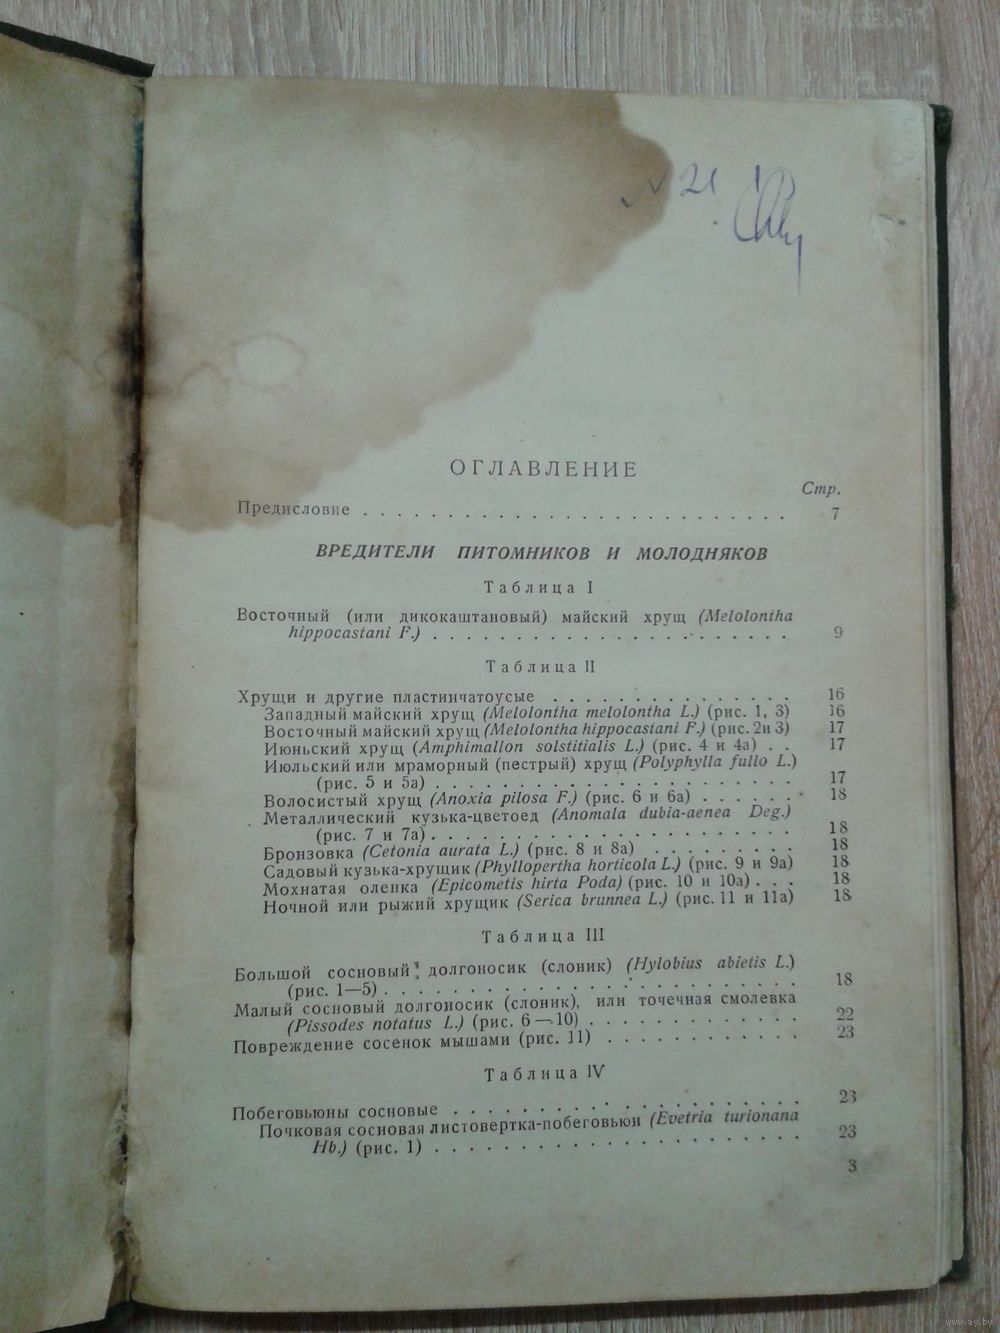 N 21
ОГЛАВЛЕНИЕ
Стр.
Предисловие . . . . . . . . . . . . . . . . . . . . . . . . . . . 7
ВРЕДИТЕЛИ ПИТОМНИКОВ И МОЛОДНЯКОВ
Таблица I
Восточный (или дикокаштановый) майский хрущ (Melolontha
hippocastani F.) . . . . . . . . . . . . . . . . . . . . . . . 9
Таблица II
Хрущи и другие пластинчатоусые . . . . . . . . . . . . . . . 16
Западный майский хрущ (Melolontha melolontha L.) (рис. 1, 3) 16
Восточный майский хрущ (Melolontha hippocastani F.) (рис. 2 и 3) 17
Июньский хрущ (Amphimallon solstitialis L.) (рис. 4 и 4а) . . 17
Июльский или мраморный (пестрый) хрущ (Polyphylla fullo L.)
(рис. 5 и 5а) . . . . . . . . . . . . . . . . . . . . . . . 17
Волосистый хрущ (Anoxia pilosa F.) (рис. 6 и 6а) . . . . . . . 18
Металлический кузька-цветоед (Anomala dubia-aenea Deg.)
(рис. 7 и 7а) . . . . . . . . . . . . . . . . . . . . . . . 18
Бронзовка (Cetonia aurata L.) (рис. 8 и 8а) . . . . . . . . . . 18
Садовый кузька-хрущик (Phyllopertha horticola L.) (рис. 9 и 9а) 18
Мохнатая оленка (Epicometis hirta Poda) (рис. 10 и 10а) . . . 18
Ночной или рыжий хрущик (Serica brunnea L.) (рис. 11 и 11а) 18
Таблица III
Большой сосновый долгоносик (слоник) (Hylobius abietis L.)
(рис. 1—5) . . . . . . . . . . . . . . . . . . . . . . . . . . 18
Малый сосновый долгоносик (слоник), или точечная смолевка
(Pissodes notatus L.) (рис. 6—10) . . . . . . . . . . . . . 22
Повреждение сосенок мышами (рис. 11) . . . . . . . . . . . . 23
Таблица IV
Побеговьюны сосновые . . . . . . . . . . . . . . . . . . . . . 23
Почковая сосновая листовертка-побеговьюн (Evetria turionana
Hb.) (рис. 1) . . . . . . . . . . . . . . . . . . . . . . . 23
3
www.ay.by